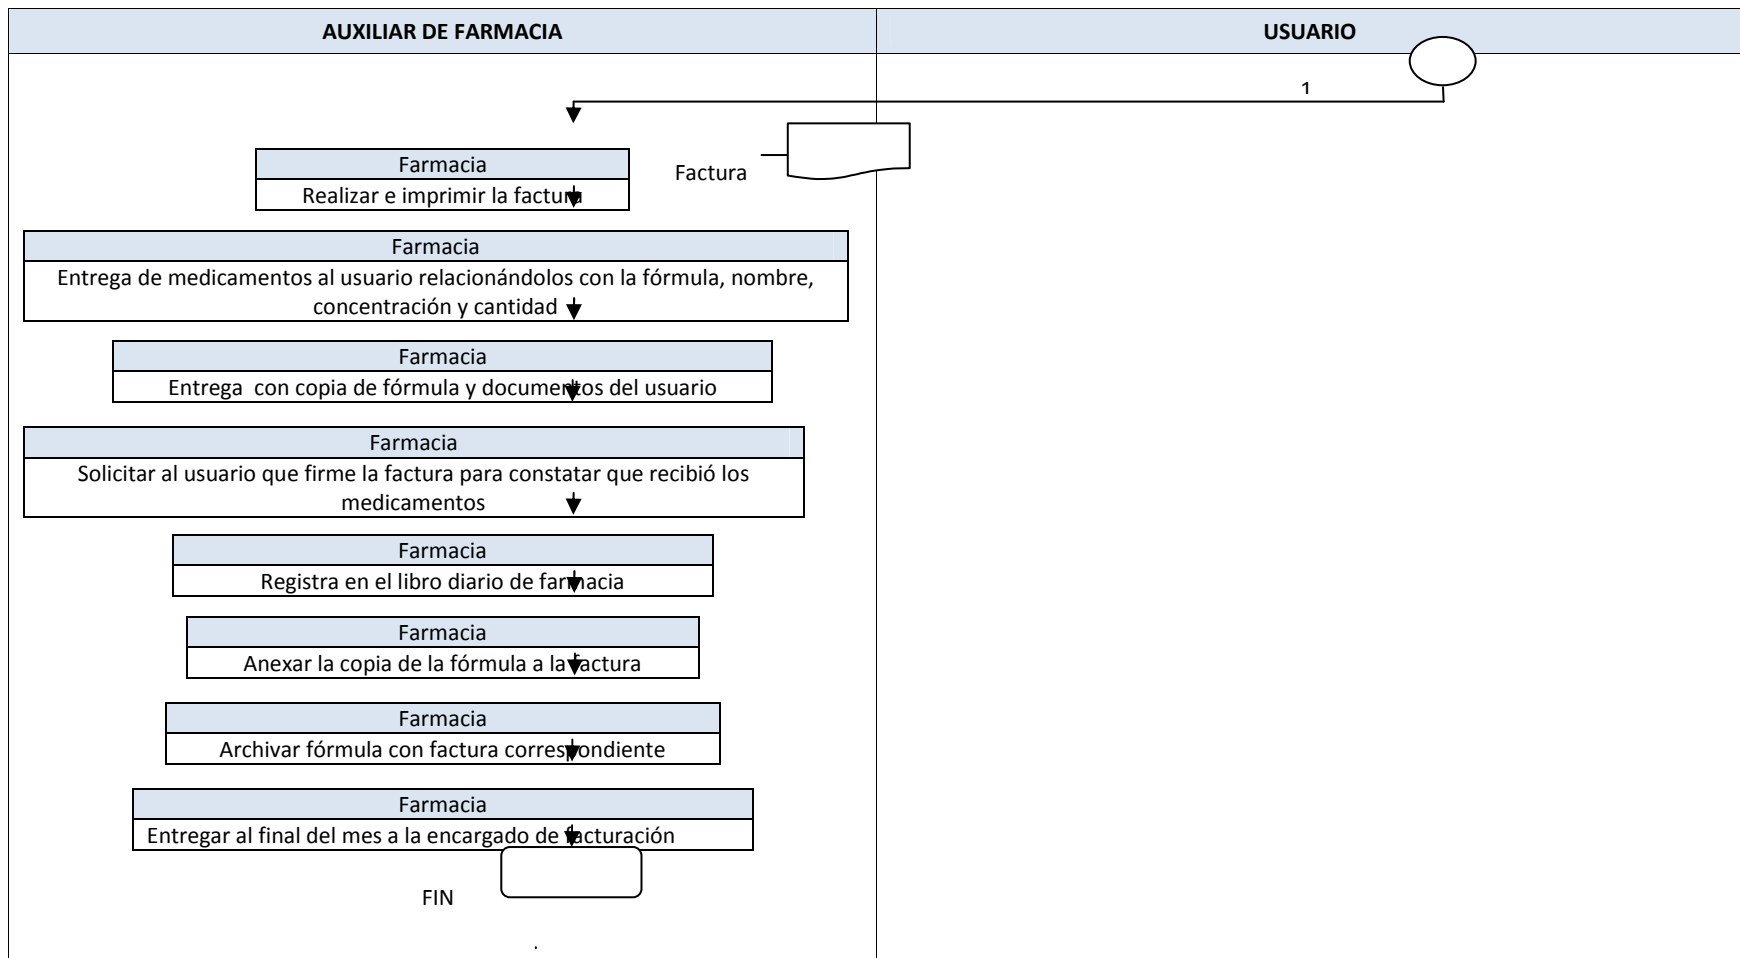 AUXILIAR DE FARMACIA
USUARIO
1
Farmacia
Factura
Realizar e imprimir la factura
Farmacia
Entrega de medicamentos al usuario relacionándolos con la fórmula, nombre,
concentración y cantidad
Farmacia
Entrega con copia de fórmula y documentos del usuario
Farmacia
Solicitar al usuario que firme la factura para constatar que recibió los
medicamentos
Farmacia
Registra en el libro diario de farmacia
Farmacia
Anexar la copia de la fórmula a la factura
Farmacia
Archivar fórmula con factura correspondiente
Farmacia
Entregar al final del mes a la encargado de facturación
FIN
.